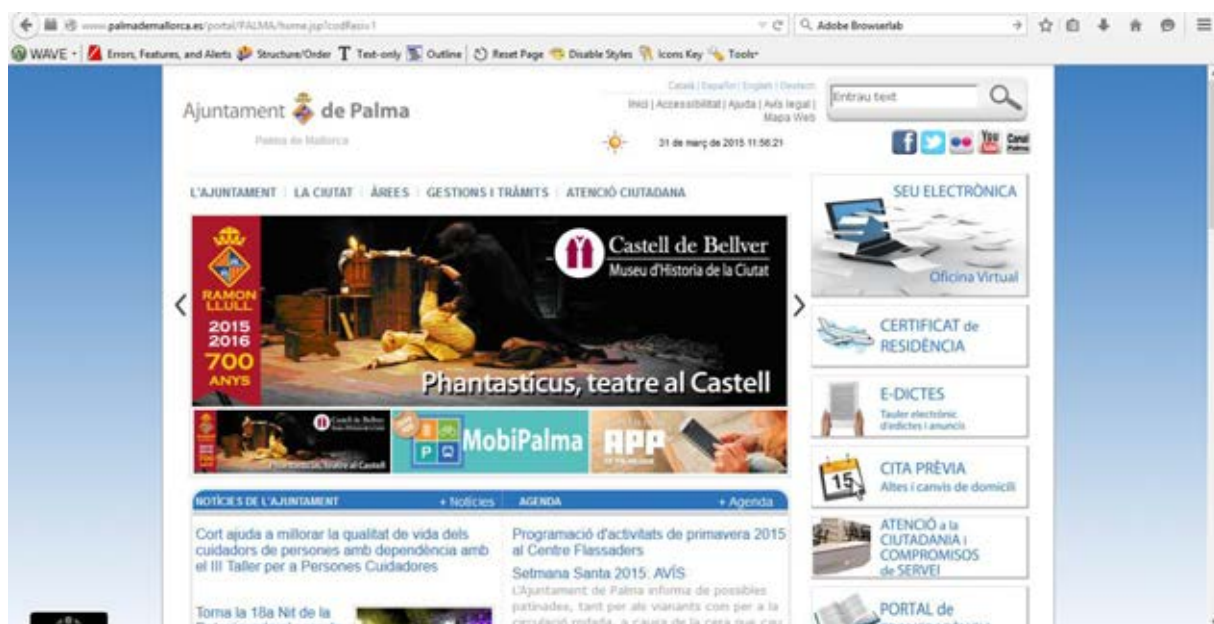 www.palmademallorca.es/portal/PALMA/home.jsp?codResi=1
Adobe Browserlab
WAVE
Errors, Features, and Alerts
Structure/Order
Text-only
Outline
Reset Page
Disable Styles
Icons Key
Tools
Ajuntament de Palma
Palma de Mallorca
Català | Español | English | Deutsch
Inici | Accessibilitat | Ajuda | Avís legal |
Mapa Web
31 de març de 2015 11:56:21
Entrau text
You
Canal
Palma
L'AJUNTAMENT
LA CIUTAT
ÀREES
GESTIONS I TRÀMITS
ATENCIÓ CIUTADANA
RAMON
LLULL
2015
2016
700
ANYS
Castell de Bellver
Museu d'Historia de la Ciutat
Phantasticus, teatre al Castell
Phantasticus, teatre al Castell
MobiPalma
APP
SEU ELECTRÒNICA
Oficina Virtual
CERTIFICAT de
RESIDÈNCIA
E-DICTES
Tauler electrònic
d'edictes i anuncis
15
CITA PRÈVIA
Altes i canvis de domicili
ATENCIÓ a la
CIUTADANIA i
COMPROMISOS
de SERVEI
PORTAL de
NOTÍCIES DE L'AJUNTAMENT
+ Notícies
Cort ajuda a millorar la qualitat de vida dels
cuidadors de persones amb dependència amb
el III Taller per a Persones Cuidadores
Torna la 18a Nit de la
AGENDA
+ Agenda
Programació d'activitats de primavera 2015
al Centre Flassaders
Setmana Santa 2015. AVÍS
L'Ajuntament de Palma informa de possibles
patinades, tant per als vianants com per a la
circulació rodada, a causa de la cera que cau